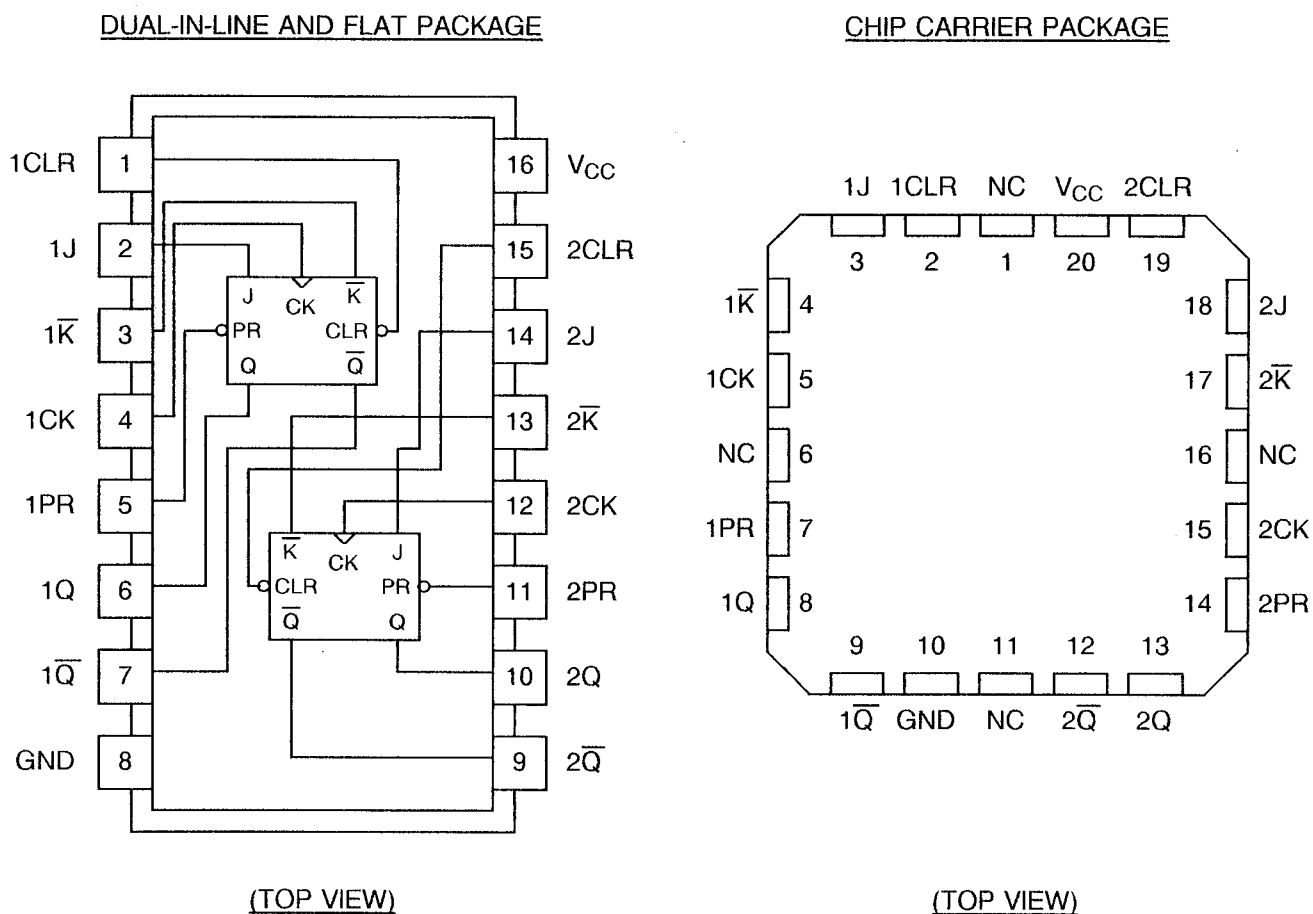 DUAL-IN-LINE AND FLAT PACKAGE
1CLR 1 16 VCC
1J 2 15 2CLR
1K̅ 3 14 2J
1CK 4 13 2K̅
1PR 5 12 2CK
1Q 6 11 2PR
1Q̅ 7 10 2Q
GND 8 9 2Q̅
J CK K̅
PR CLR
Q Q̅
K̅ CK J
CLR PR
Q̅ Q
(TOP VIEW)
CHIP CARRIER PACKAGE
1J 1CLR NC VCC 2CLR
3 2 1 20 19
1K̅ 4 18 2J
1CK 5 17 2K̅
NC 6 16 NC
1PR 7 15 2CK
1Q 8 14 2PR
9 10 11 12 13
1Q̅ GND NC 2Q̅ 2Q
(TOP VIEW)